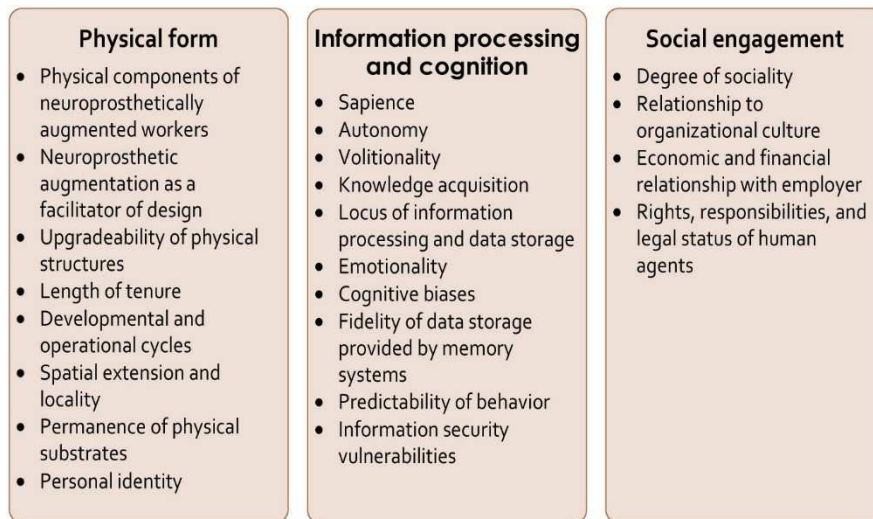 Physical form
• Physical components of
neuroprosthetically
augmented workers
• Neuroprosthetic
augmentation as a
facilitator of design
• Upgradeability of physical
structures
• Length of tenure
• Developmental and
operational cycles
• Spatial extension and
locality
• Permanence of physical
substrates
• Personal identity
Information processing
and cognition
• Sapience
• Autonomy
• Volitionality
• Knowledge acquisition
• Locus of information
processing and data storage
• Emotionality
• Cognitive biases
• Fidelity of data storage
provided by memory
systems
• Predictability of behavior
• Information security
vulnerabilities
Social engagement
• Degree of sociality
• Relationship to
organizational culture
• Economic and financial
relationship with employer
• Rights, responsibilities, and
legal status of human
agents